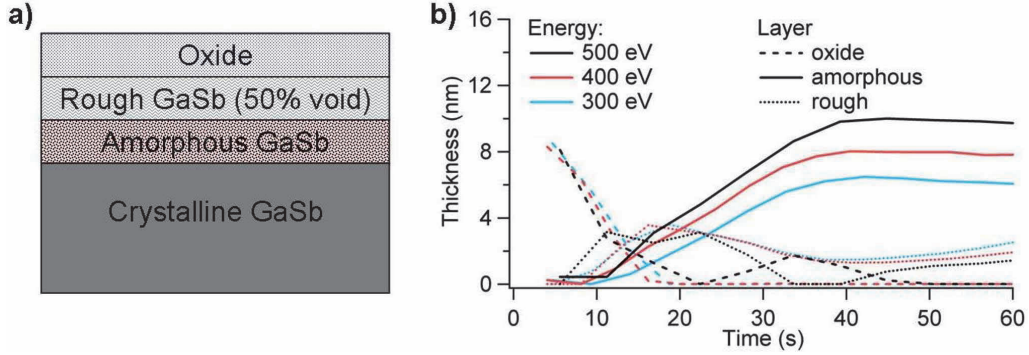 a)
Oxide
Rough GaSb (50% void)
Amorphous GaSb
Crystalline GaSb
b)
Energy:
500 eV
400 eV
300 eV
Layer
oxide
amorphous
rough
Thickness (nm)
16
12
8
4
0
0
10
20
30
40
50
60
Time (s)